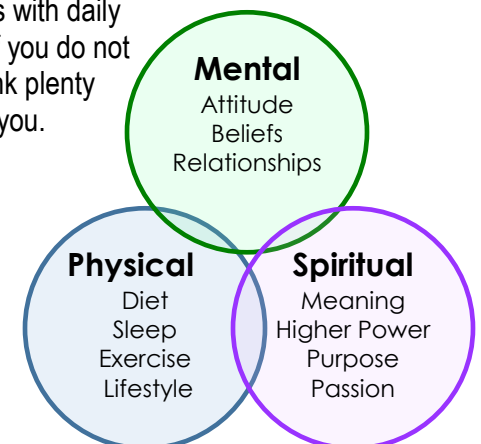 s with daily
you do not
nk plenty
you.
Mental
Attitude
Beliefs
Relationships
Physical
Diet
Sleep
Exercise
Lifestyle
Spiritual
Meaning
Higher Power
Purpose
Passion